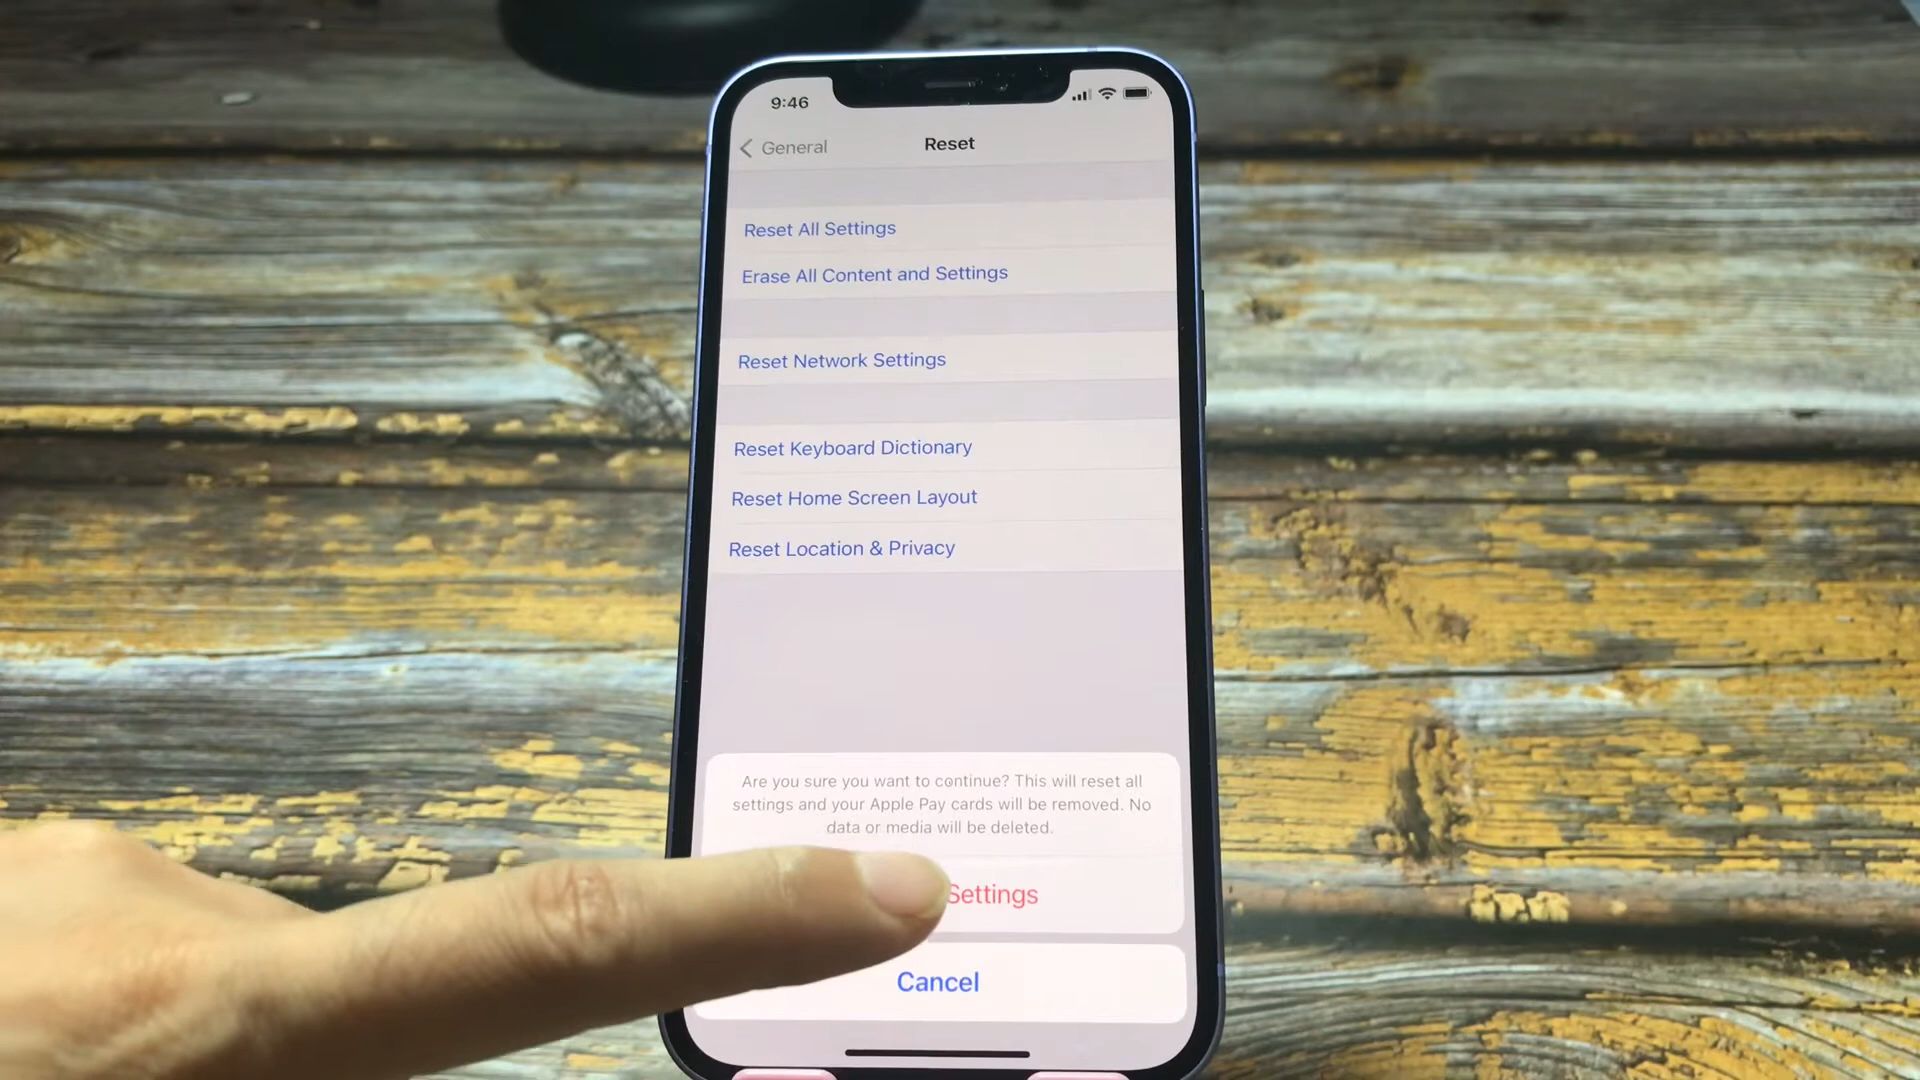 9:46
General
Reset
Reset All Settings
Erase All Content and Settings
Reset Network Settings
Reset Keyboard Dictionary
Reset Home Screen Layout
Reset Location & Privacy
Are you sure you want to continue? This will reset all
settings and your Apple Pay cards will be removed. No
data or media will be deleted.
Settings
Cancel